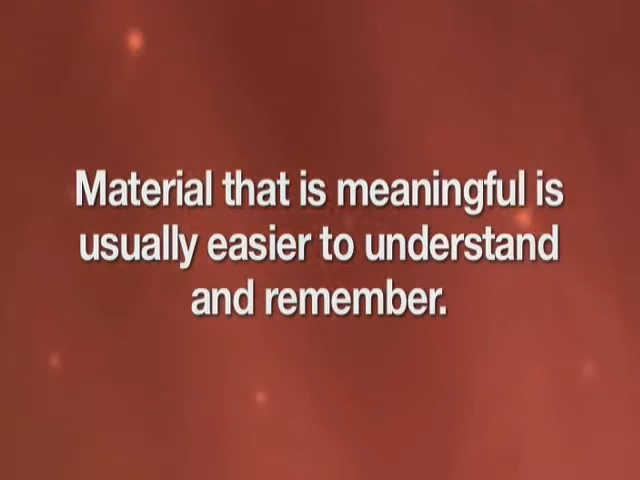 Material that is meaningful is
usually easier to understand
and remember.